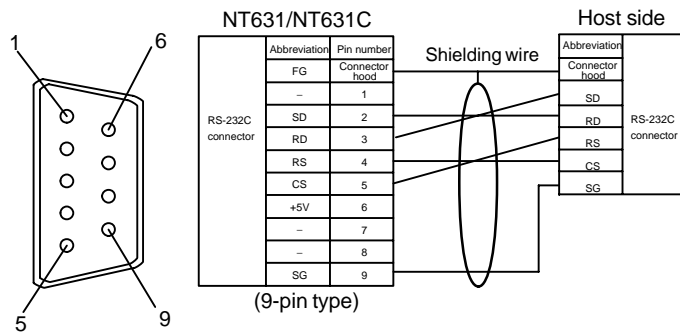 NT631/NT631C
Host side
1
6
5
9
Abbreviation Pin number
FG Connector hood
– 1
SD 2
RD 3
RS 4
CS 5
+5V 6
– 7
– 8
SG 9
RS-232C connector
(9-pin type)
Shielding wire
Abbreviation
Connector hood
SD
RD
RS
CS
SG
RS-232C connector